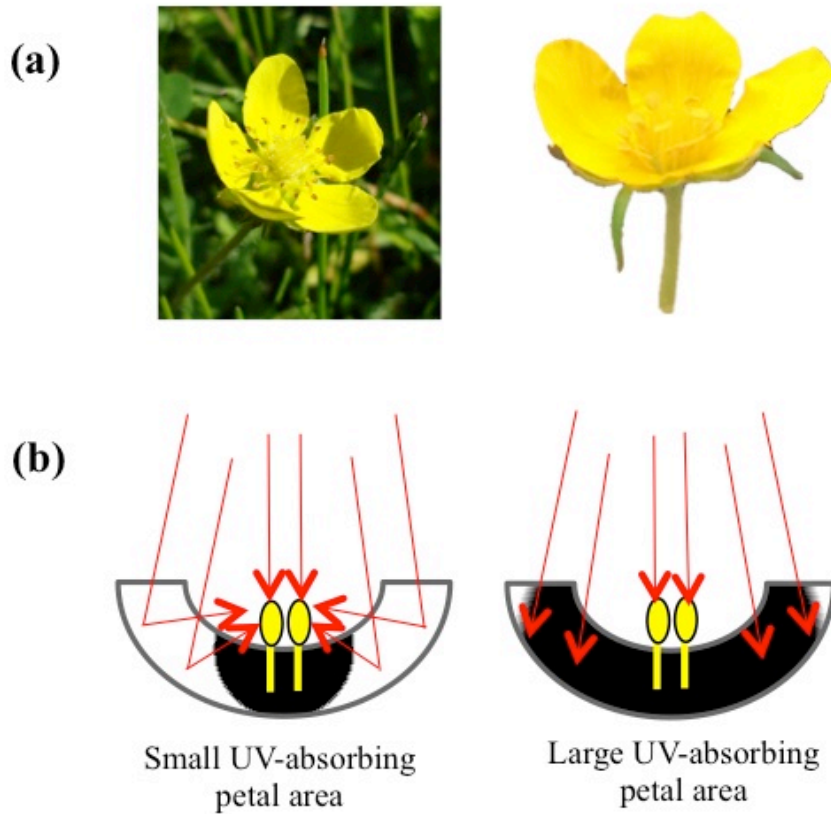 (a)
(b)
Small UV-absorbing
petal area
Large UV-absorbing
petal area